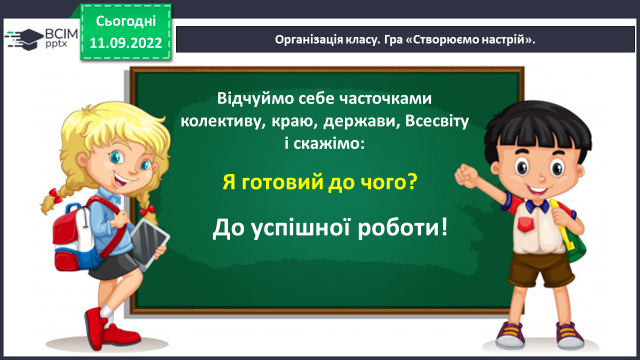 ВСІМ
pptx
Сьогодні
11.09.2022
Організація класу. Гра «Створюємо настрій».
Відчуймо себе часточками
колективу, краю, держави, Всесвіту
і скажімо:
Я готовий до чого?
До успішної роботи!